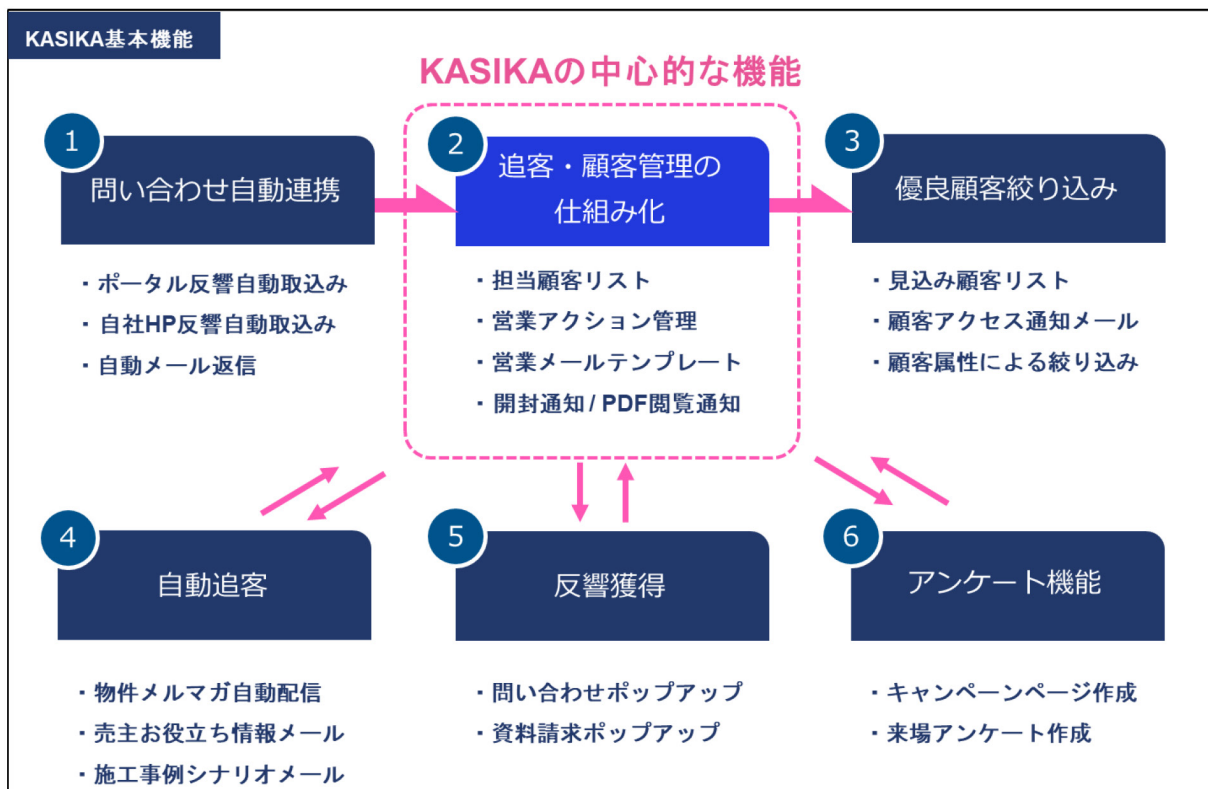 KASIKA基本機能
KASIKAの中心的な機能
1
問い合わせ自動連携
・ポータル反響自動取込み
・自社HP反響自動取込み
・自動メール返信
2
追客・顧客管理の
仕組み化
・担当顧客リスト
・営業アクション管理
・営業メールテンプレート
・開封通知 / PDF閲覧通知
3
優良顧客絞り込み
・見込み顧客リスト
・顧客アクセス通知メール
・顧客属性による絞り込み
4
自動追客
・物件メルマガ自動配信
・売主お役立ち情報メール
・施工事例シナリオメール
5
反響獲得
・問い合わせポップアップ
・資料請求ポップアップ
6
アンケート機能
・キャンペーンページ作成
・来場アンケート作成